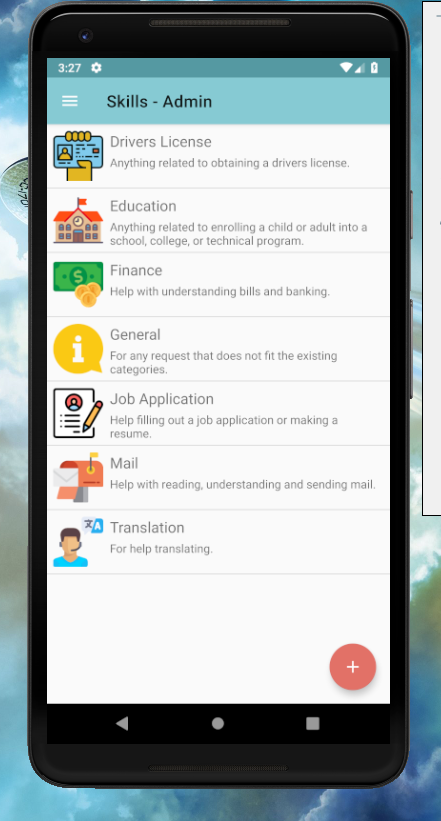 3:27
Skills - Admin
Drivers License
Anything related to obtaining a drivers license.
Education
Anything related to enrolling a child or adult into a
school, college, or technical program.
Finance
Help with understanding bills and banking.
General
For any request that does not fit the existing
categories.
Job Application
Help filling out a job application or making a
resume.
Mail
Help with reading, understanding and sending mail.
Translation
For help translating.